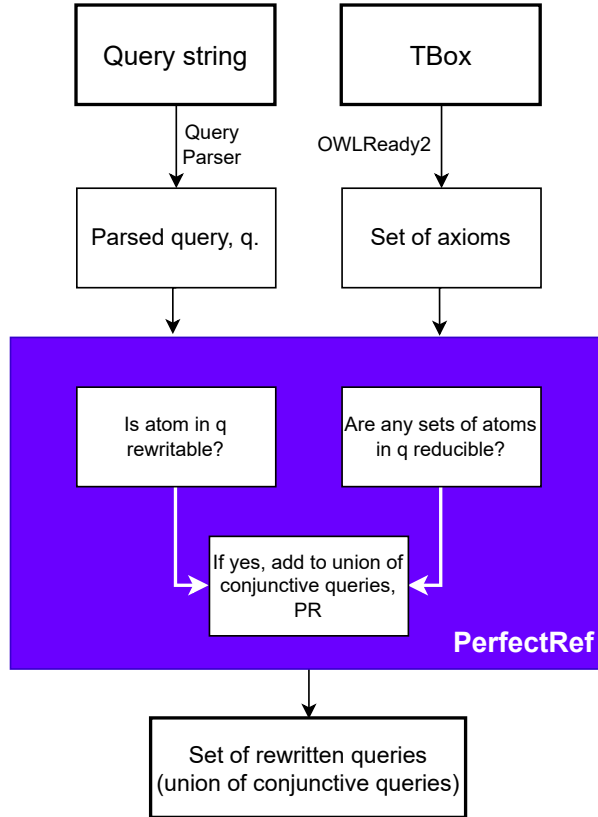 Query string
TBox
Query
Parser
OWLReady2
Parsed query, q.
Set of axioms
Is atom in q
rewritable?
Are any sets of atoms
in q reducible?
If yes, add to union of
conjunctive queries,
PR
PerfectRef
Set of rewritten queries
(union of conjunctive queries)